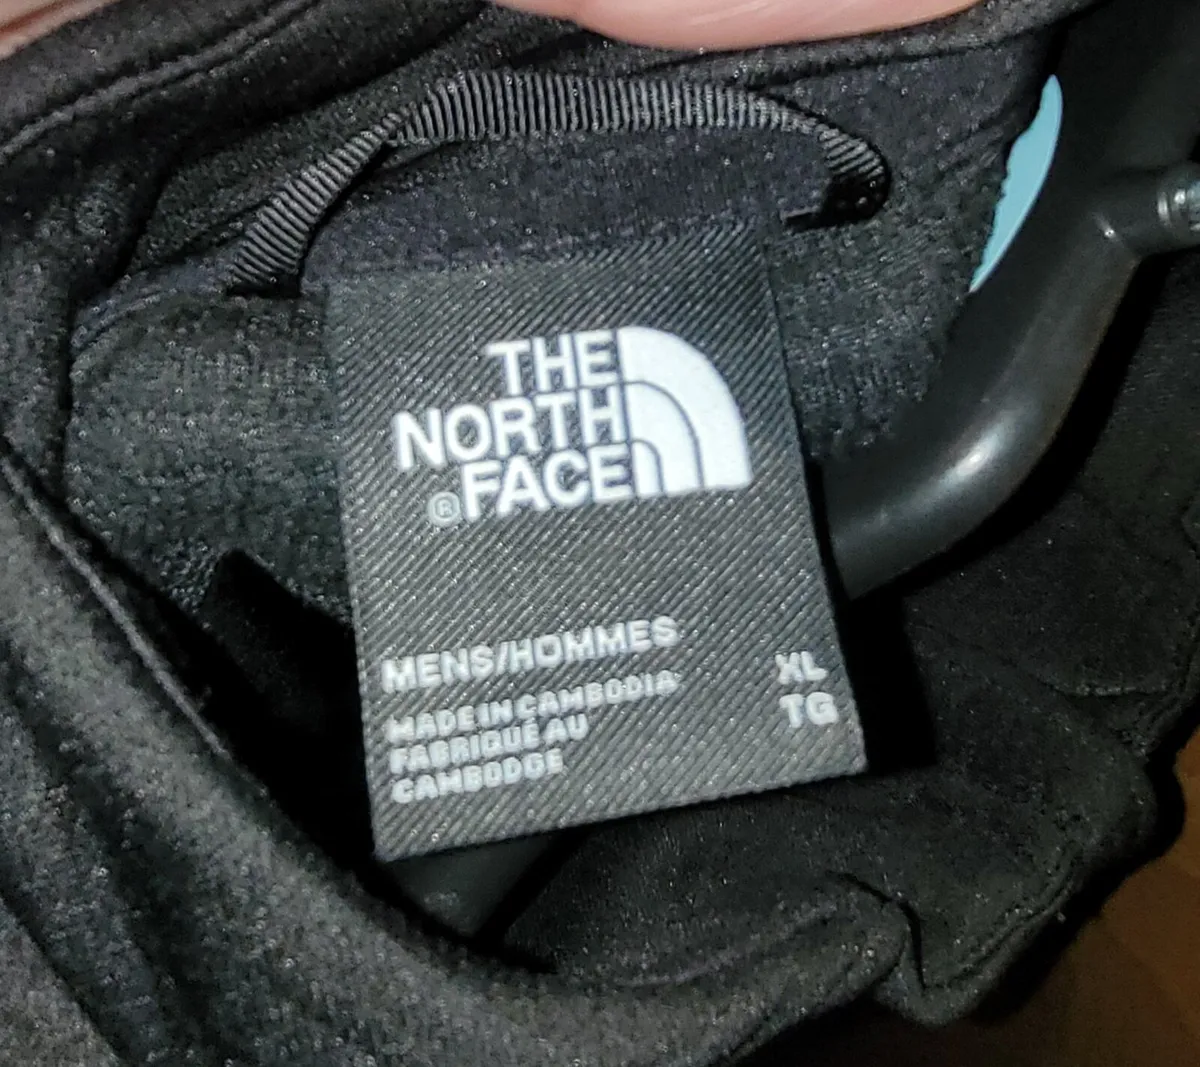 THE
NORTH
®FACE
MENS/HOMMES
MADE IN CAMBODIA
FABRIQUÉ AU
CAMBODGE
XL
TG